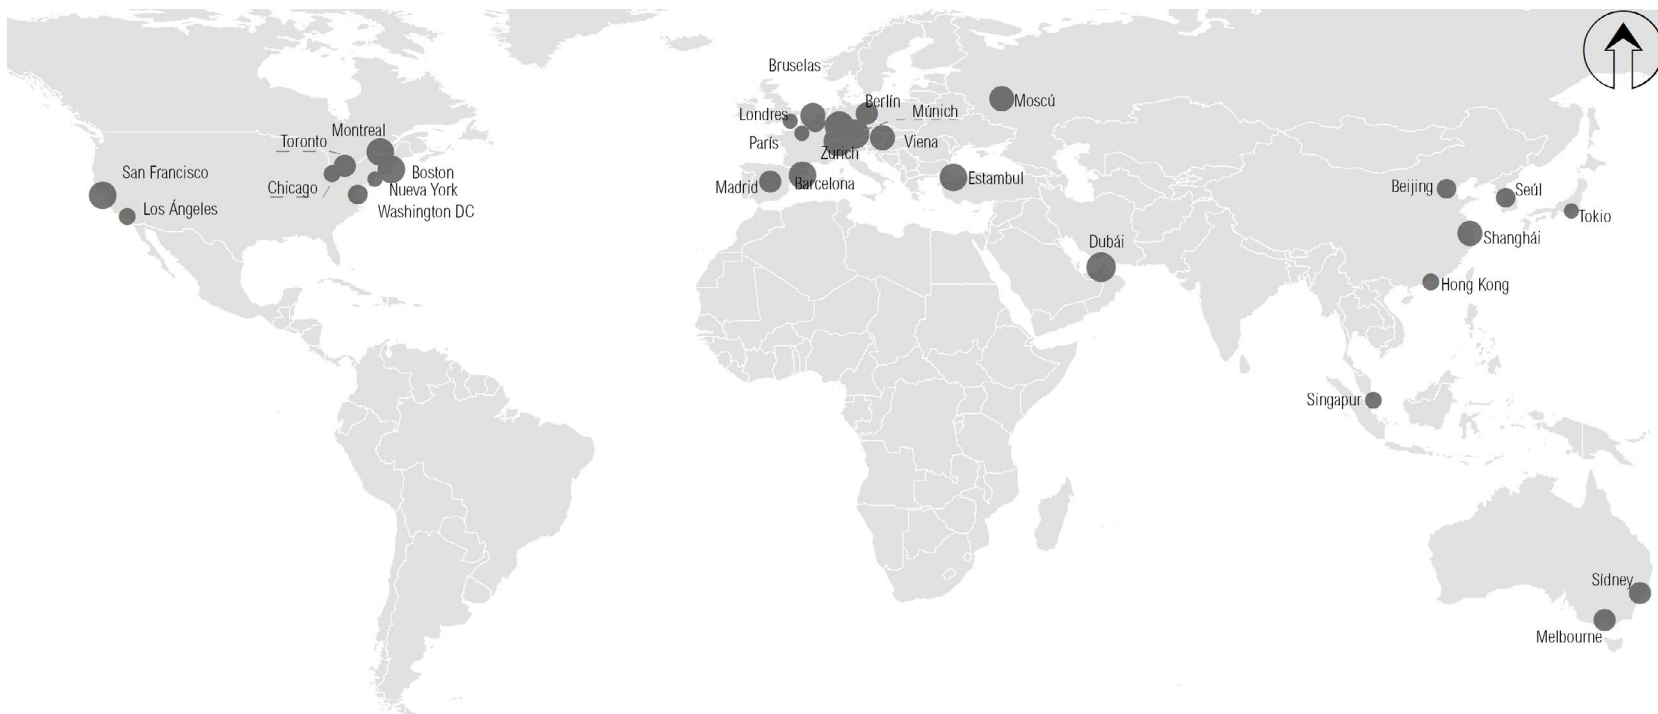 Bruselas
Londres
Berlín
Múnich
Moscú
París
Zurich
Viena
Toronto
Montreal
San Francisco
Chicago
Boston
Nueva York
Washington DC
Los Ángeles
Madrid
Barcelona
Estambul
Beijing
Seúl
Tokio
Dubái
Shanghái
Hong Kong
Singapur
Sídney
Melbourne